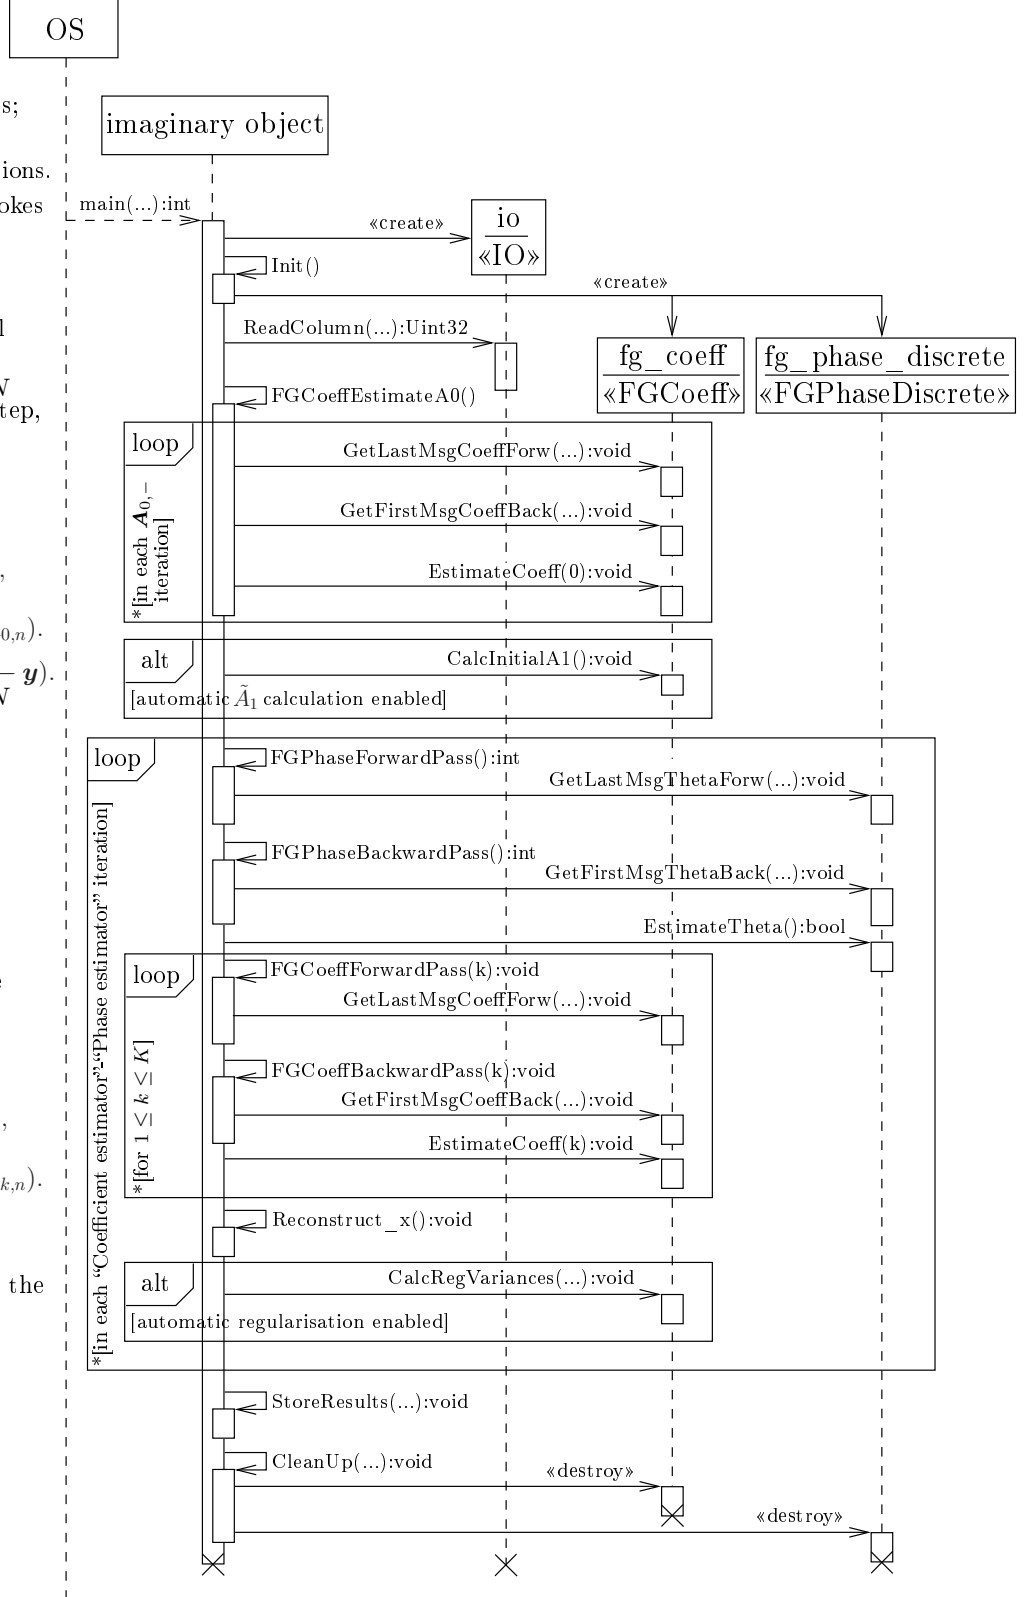 OS
s;
imaginary object
ions.
okes
main(...):int
«create»
io
«IO»
Init()
«create»
l
ReadColumn(...):Uint32
fg_coeff
«FGCoeff»
fg_phase_discrete
«FGPhaseDiscrete»
N
tep,
FGCoeffEstimateA0()
loop
GetLastMsgCoeffForw(...):void
*[in each A₀,–
iteration]
GetFirstMsgCoeffBack(...):void
EstimateCoeff(0):void
,
0,n).
alt
CalcInitialA1():void
– y).
N
[automatic Ã₁ calculation enabled]
loop
FGPhaseForwardPass():int
GetLastMsgThetaForw(...):void
*[in each “Coefficient estimator”-“Phase estimator” iteration]
FGPhaseBackwardPass():int
GetFirstMsgThetaBack(...):void
EstimateTheta():bool
loop
FGCoeffForwardPass(k):void
e
GetLastMsgCoeffForw(...):void
*[for 1 ≤ k ≤ K]
FGCoeffBackwardPass(k):void
GetFirstMsgCoeffBack(...):void
,
EstimateCoeff(k):void
k,n).
Reconstruct_x():void
the
alt
CalcRegVariances(...):void
[automatic regularisation enabled]
StoreResults(...):void
CleanUp(...):void
«destroy»
«destroy»